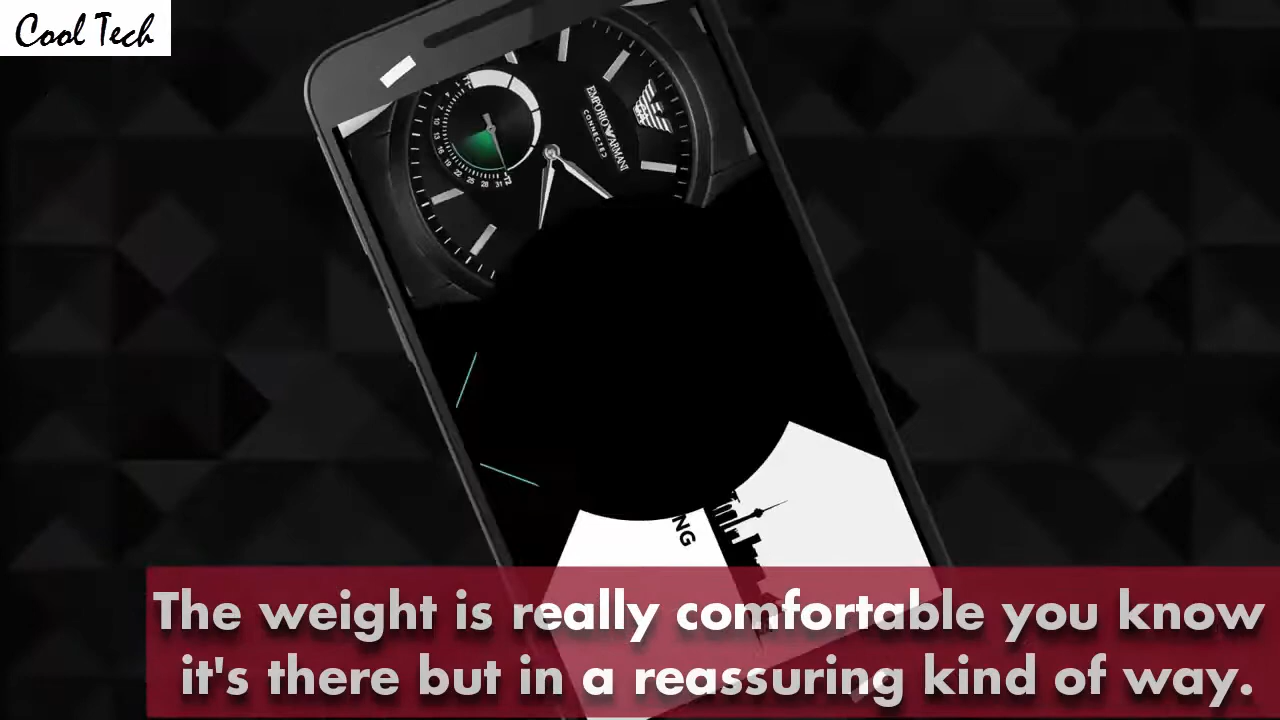 Cool Tech
EMPORIO ARMANI
CONNECTED
NG
The weight is really comfortable you know
it's there but in a reassuring kind of way.